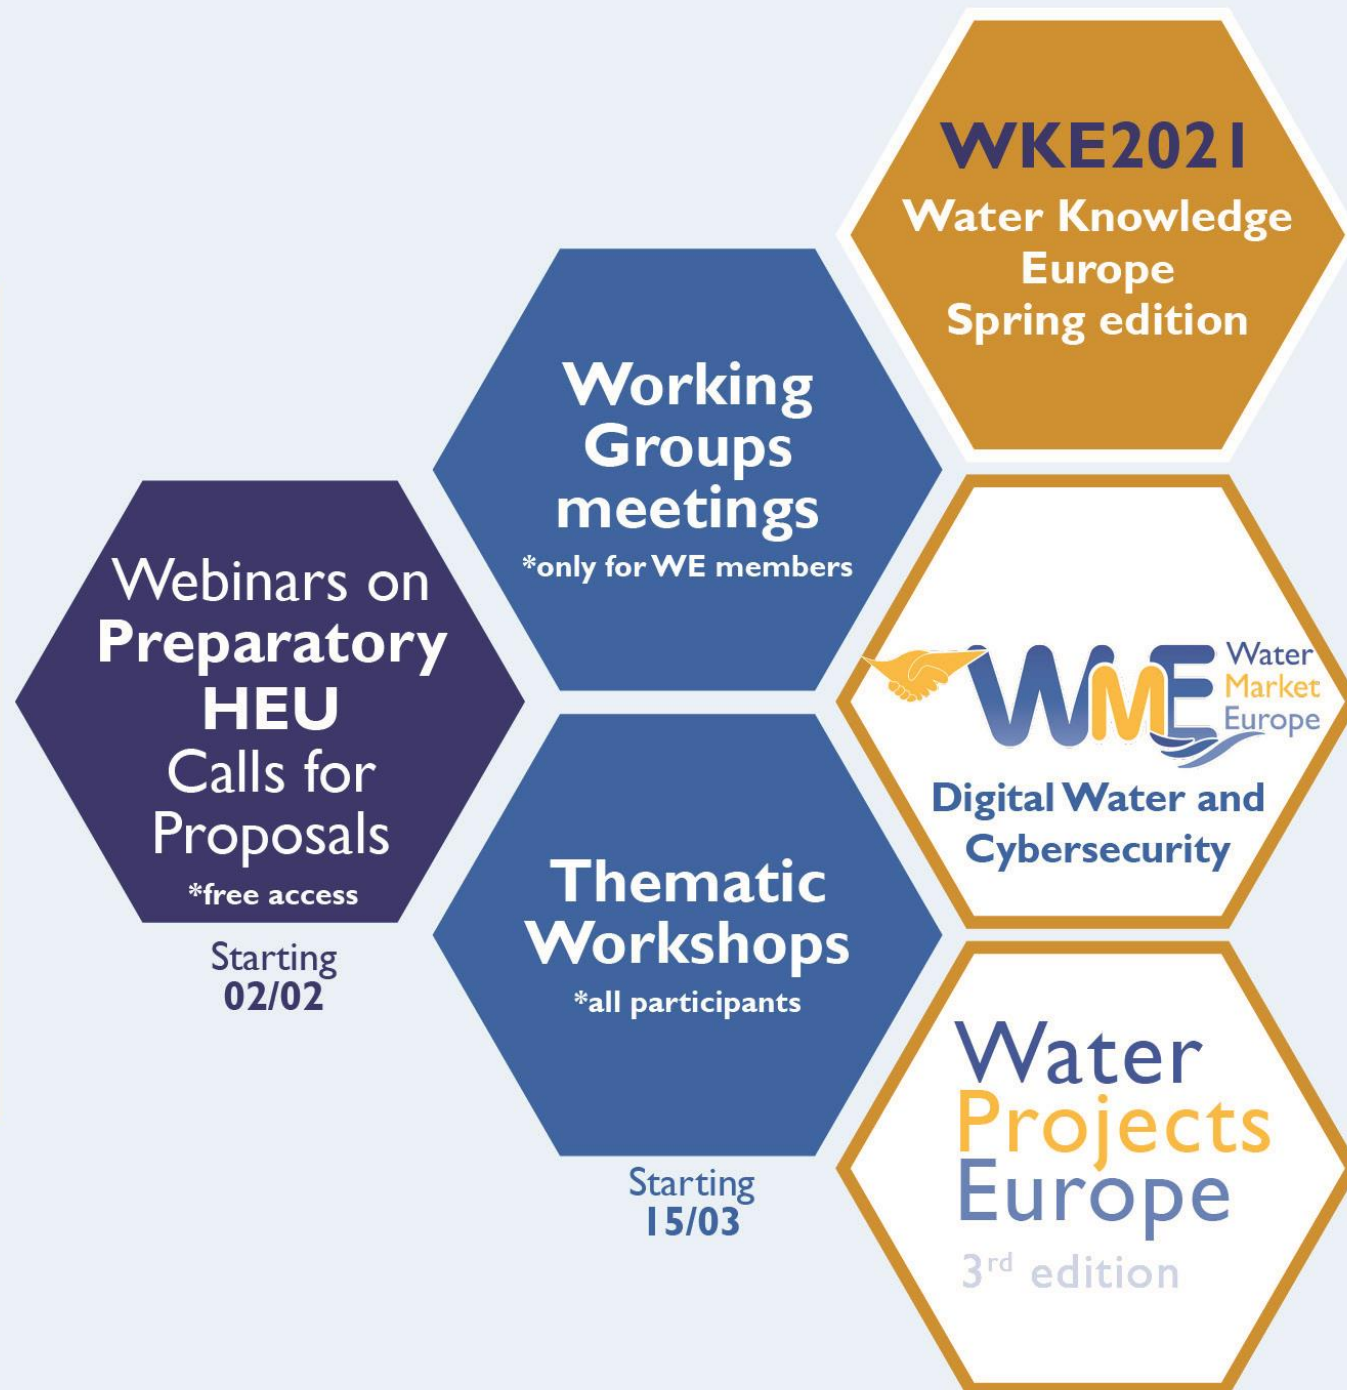 Webinars on
Preparatory
HEU
Calls for
Proposals
*free access
Starting
02/02
Working
Groups
meetings
*only for WE members
Thematic
Workshops
*all participants
Starting
15/03
WKE2021
Water Knowledge
Europe
Spring edition
WME
Water
Market
Europe
Digital Water and
Cybersecurity
Water
Projects
Europe
3rd edition